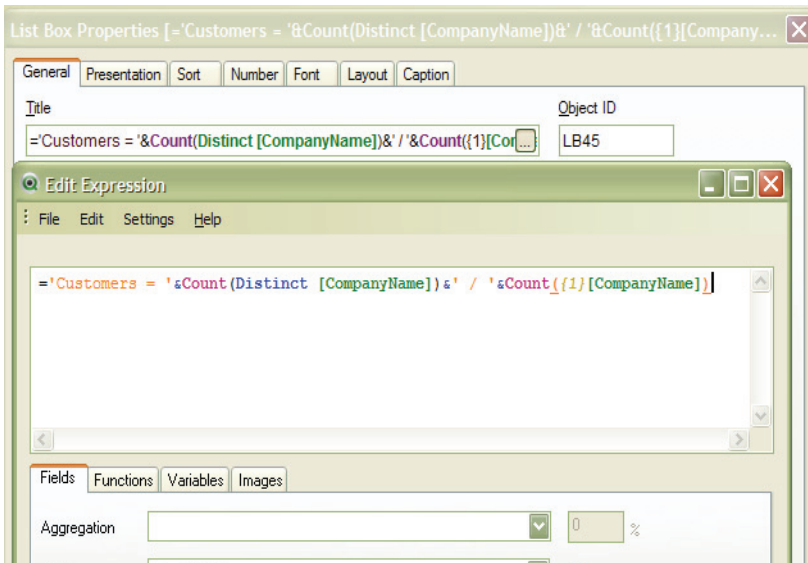 List Box Properties [='Customers = '&Count(Distinct [CompanyName])&' / '&Count({1}[Company...
General Presentation Sort Number Font Layout Caption
Title Object ID
='Customers = '&Count(Distinct [CompanyName])&' / '&Count({1}[Cor ... LB45
Edit Expression
File Edit Settings Help
='Customers = '&Count(Distinct [CompanyName])&' / '&Count({1}[CompanyName])
Fields Functions Variables Images
Aggregation 0 %